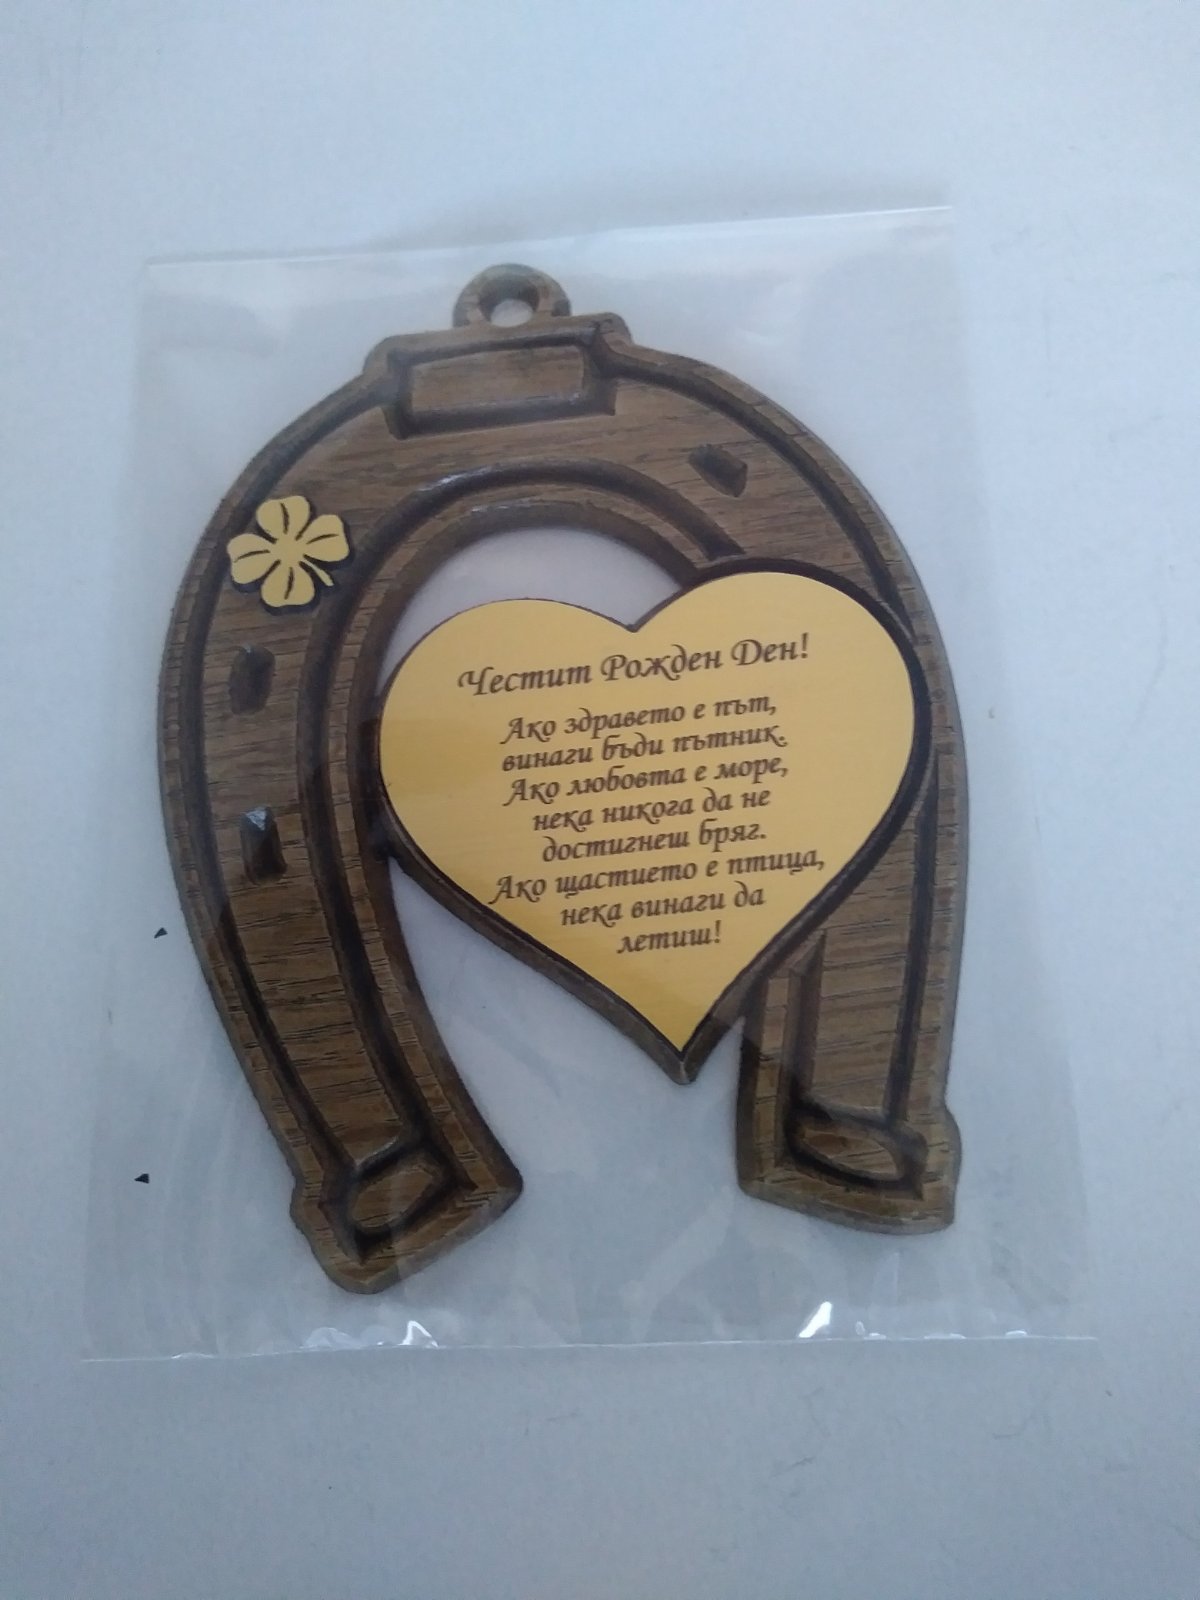 Честит Рожден Ден!
Ако здравето е път,
винаги бъди пътник.
Ако любовта е море,
нека никога да не
достигнеш бряг.
Ако щастието е птица,
нека винаги да
летиш!